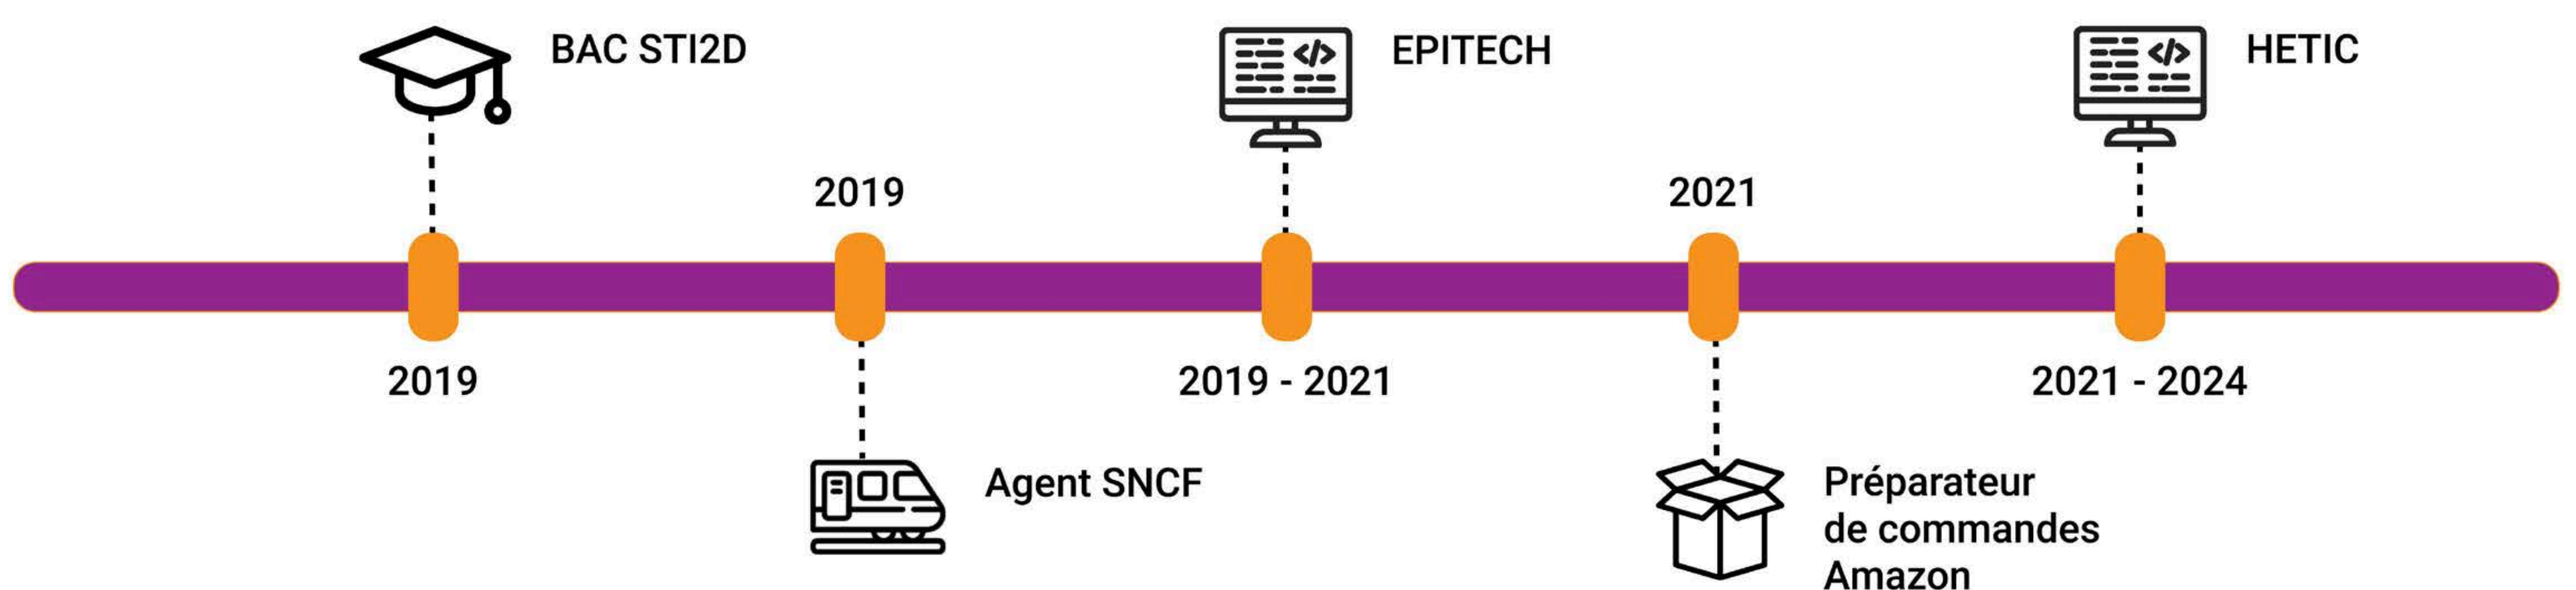 BAC STI2D
EPITECH
HETIC
2019
2021
2019
2019 - 2021
2021 - 2024
Agent SNCF
Préparateur
de commandes
Amazon